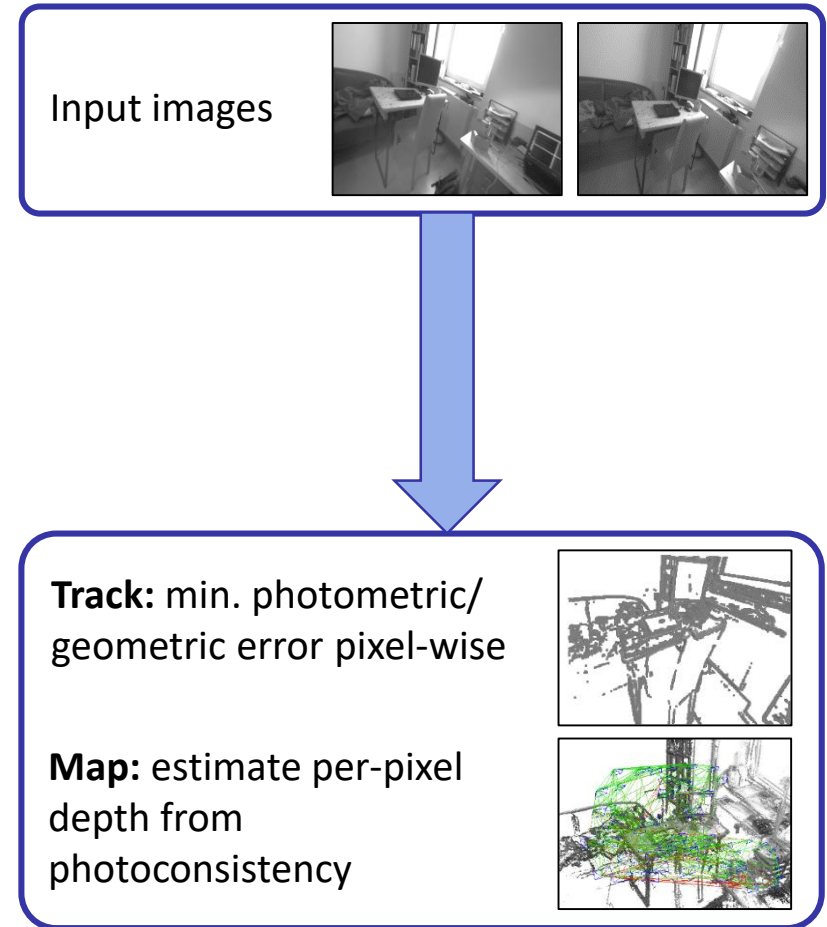 Input images
Track: min. photometric/
geometric error pixel-wise
Map: estimate per-pixel
depth from
photoconsistency